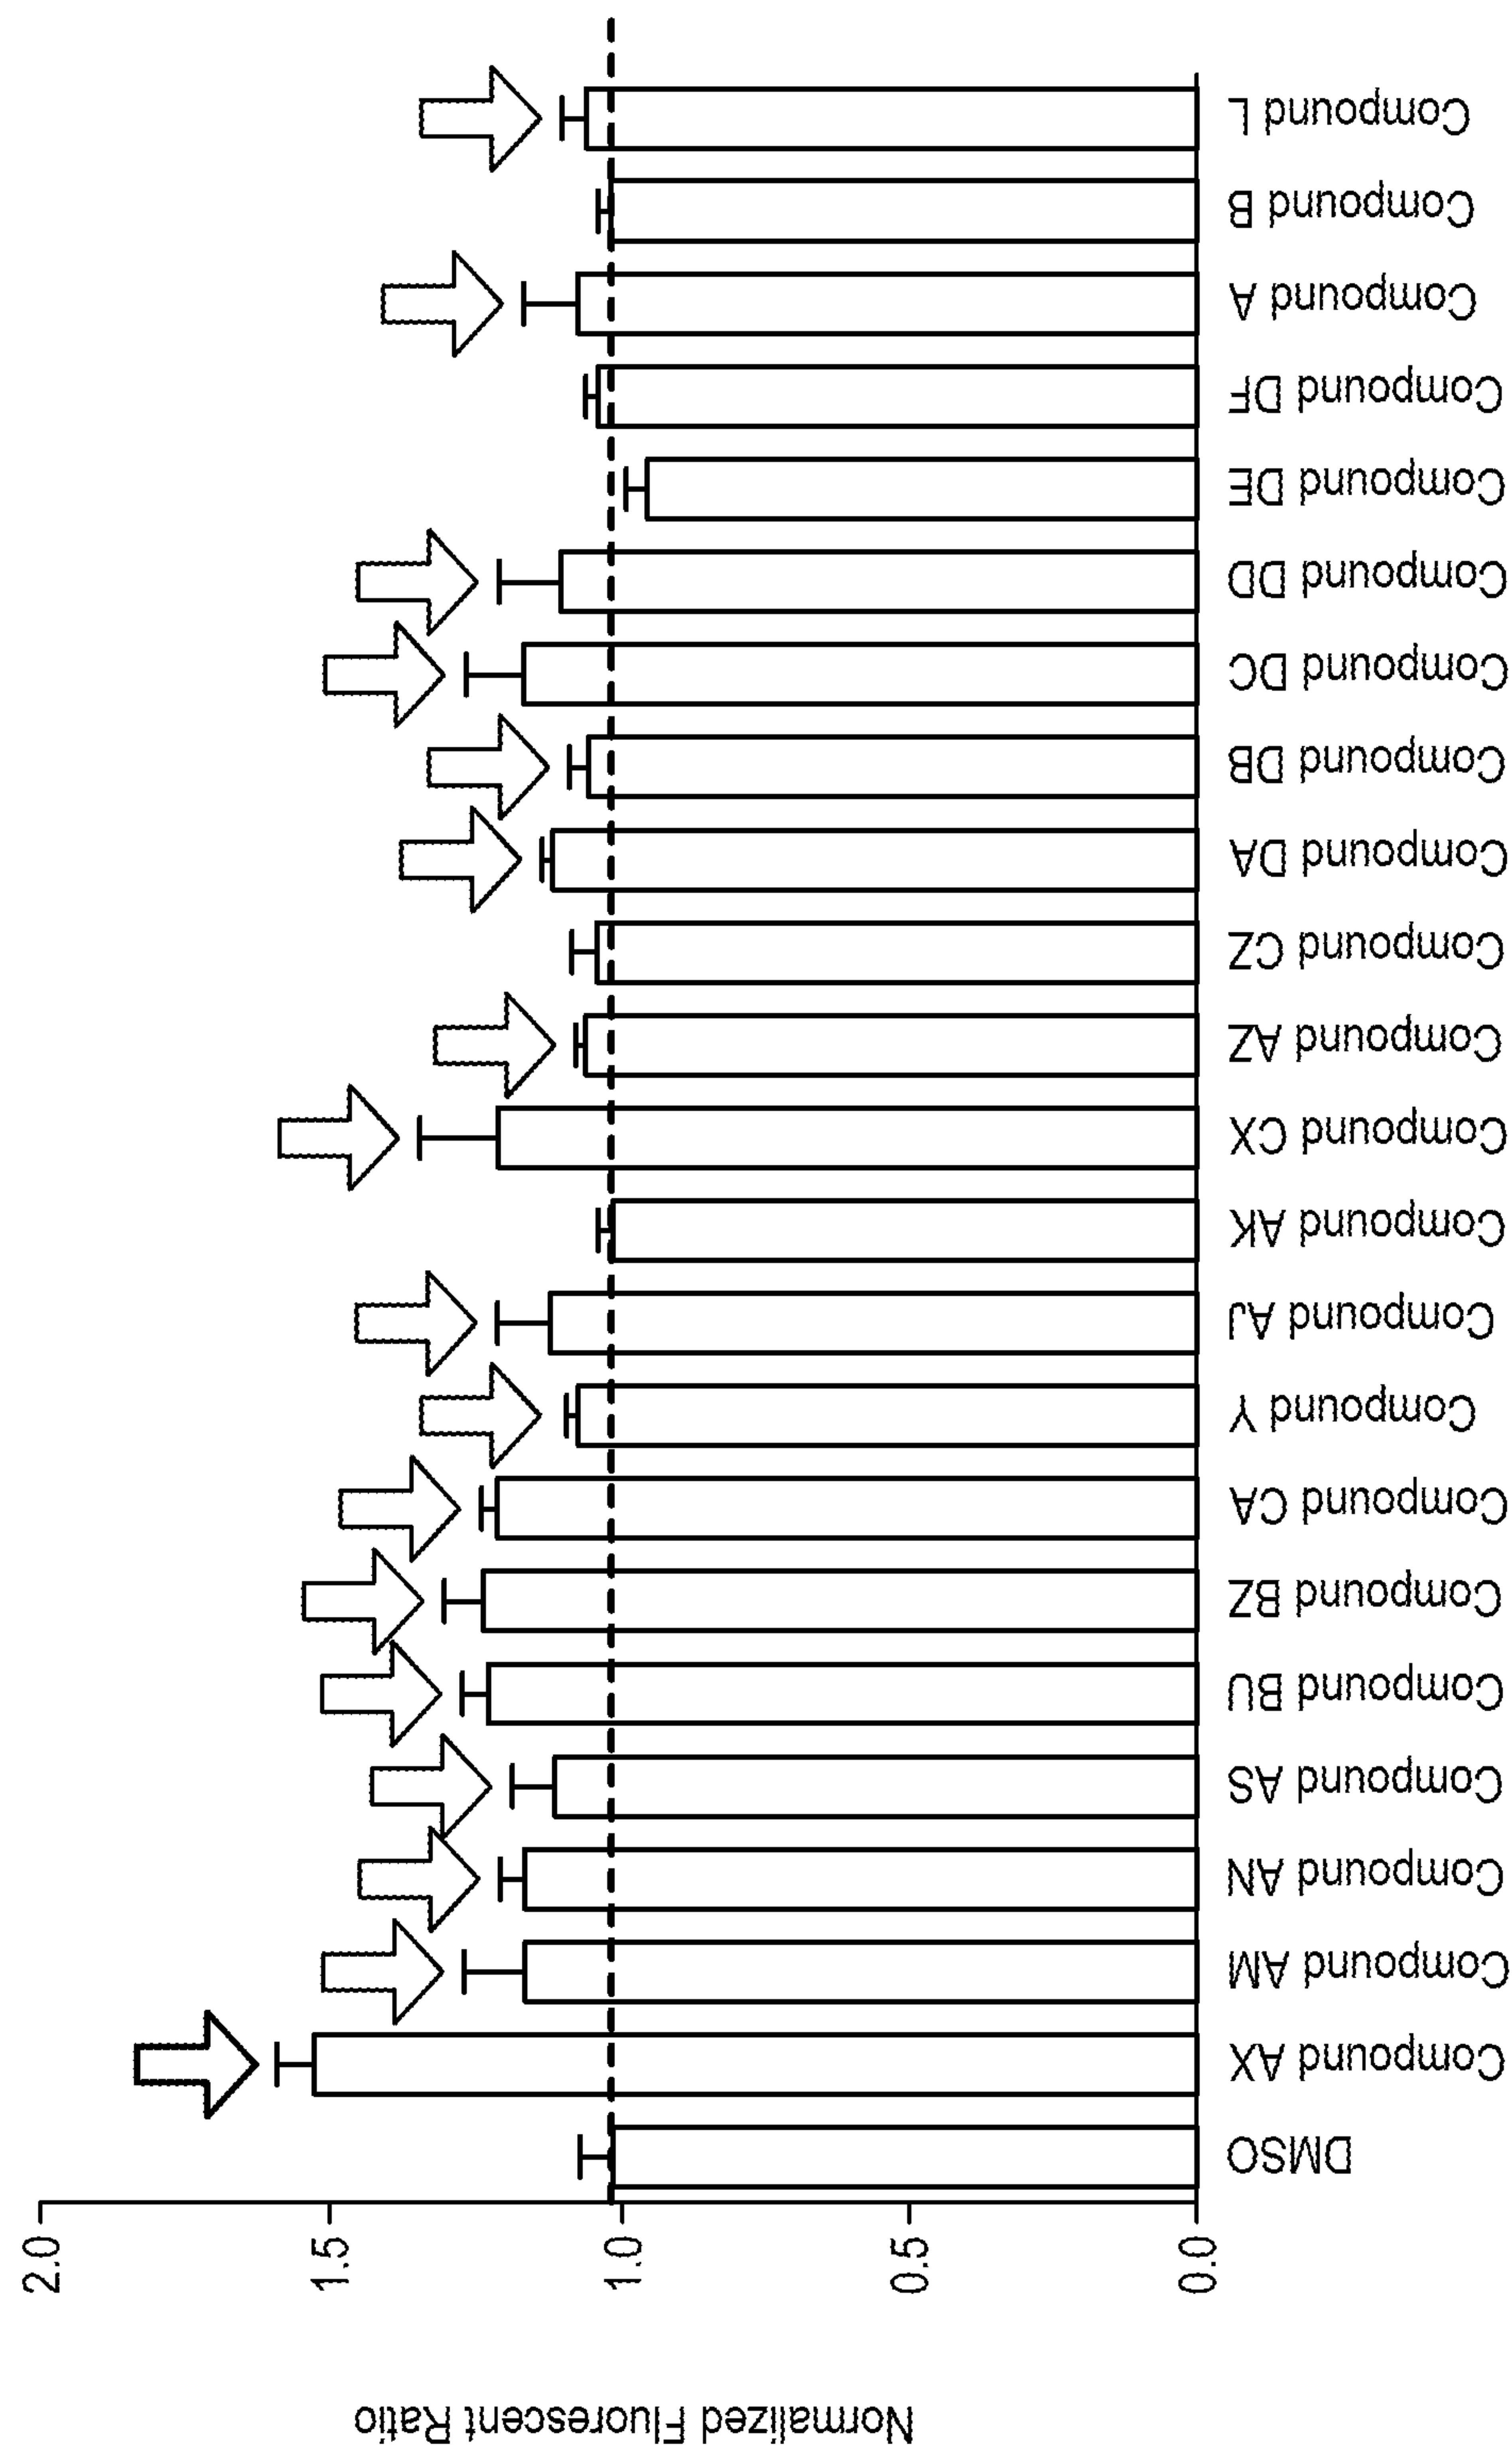 Normalized Fluorescent Ratio
2.0
1.5
1.0
0.5
0.0
DMSO
Compound AX
Compound AM
Compound AN
Compound AS
Compound BU
Compound BZ
Compound CA
Compound Y
Compound AJ
Compound AK
Compound CX
Compound AZ
Compound CZ
Compound DA
Compound DB
Compound DC
Compound DD
Compound DE
Compound DF
Compound A
Compound B
Compound L